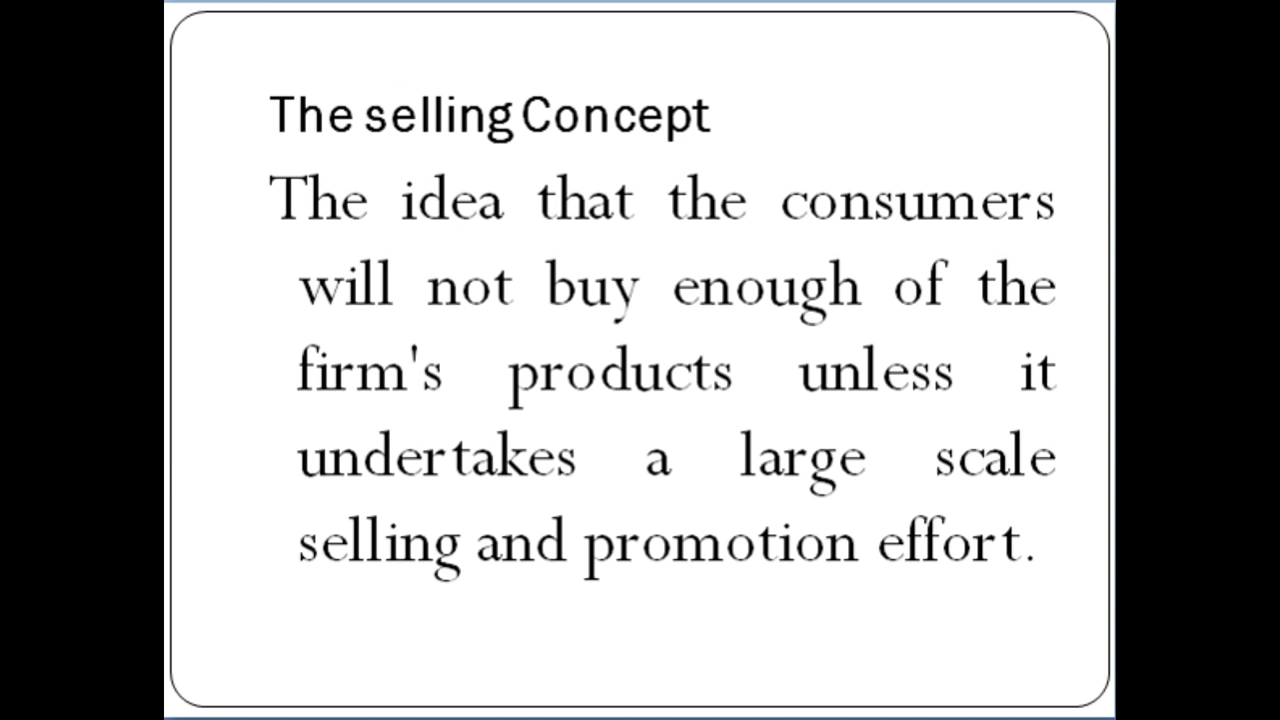 The selling Concept
The idea that the consumers
will not buy enough of the
firm's products unless it
undertakes a large scale
selling and promotion effort.